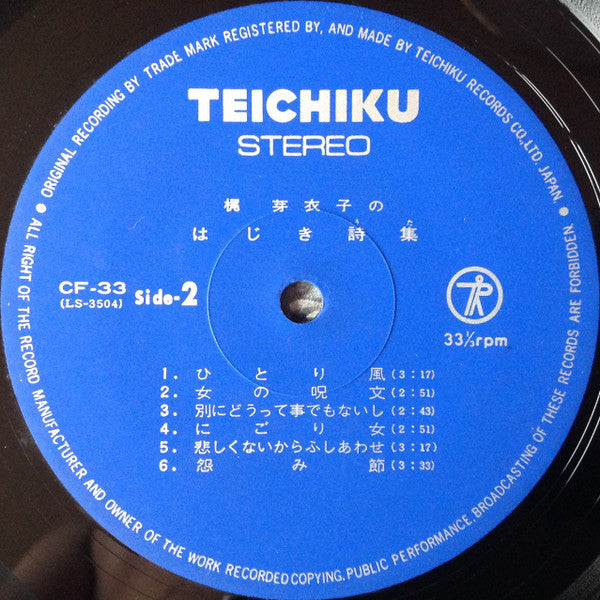 ● ORIGINAL RECORDING BY TRADE MARK REGISTERED BY, AND MADE BY TEICHIKU RECORDS CO., LTD. JAPAN. ●
TEICHIKU
STEREO
梶芽衣子の
はじき詩集
うた
CF-33
(LS-3504)
Side-2
33⅓rpm
1. ひとり風 (3:17)
2. 女の呪文 (2:51)
3. 別にどうって事でもないし (2:43)
4. にごり女 (2:51)
5. 悲しくないからふしあわせ (3:17)
6. 怨み節 (3:33)
ALL RIGHT OF THE RECORD MANUFACTURER AND OWNER OF THE WORK RECORDED COPYING, PUBLIC PERFORMANCE, BROADCASTING OF THESE RECORDS ARE FORBIDDEN.